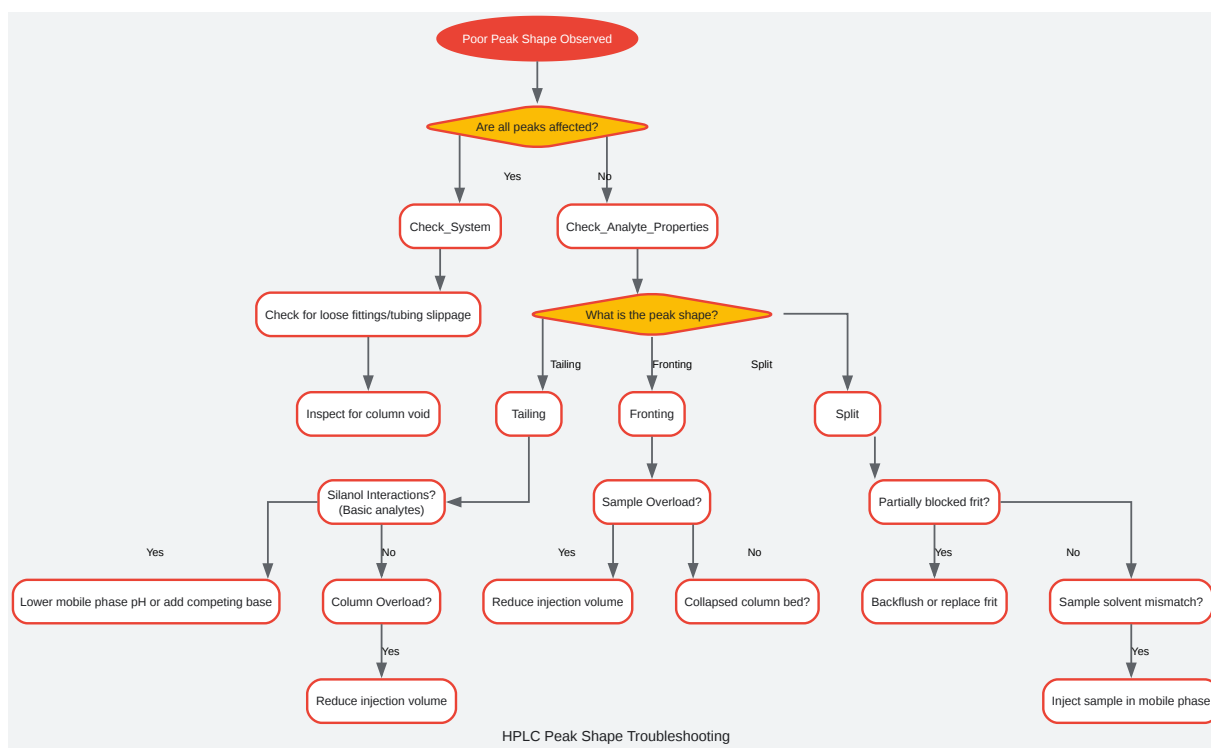 Poor Peak Shape Observed
Are all peaks affected?
Yes
No
Check_System
Check_Analyte_Properties
Check for loose fittings/tubing slippage
What is the peak shape?
Tailing
Fronting
Split
Inspect for column void
Tailing
Fronting
Split
Silanol Interactions?
(Basic analytes)
Sample Overload?
Partially blocked frit?
Yes
No
Yes
No
Yes
No
Lower mobile phase pH or add competing base
Column Overload?
Reduce injection volume
Collapsed column bed?
Backflush or replace frit
Sample solvent mismatch?
Yes
Yes
Reduce injection volume
Inject sample in mobile phase
HPLC Peak Shape Troubleshooting